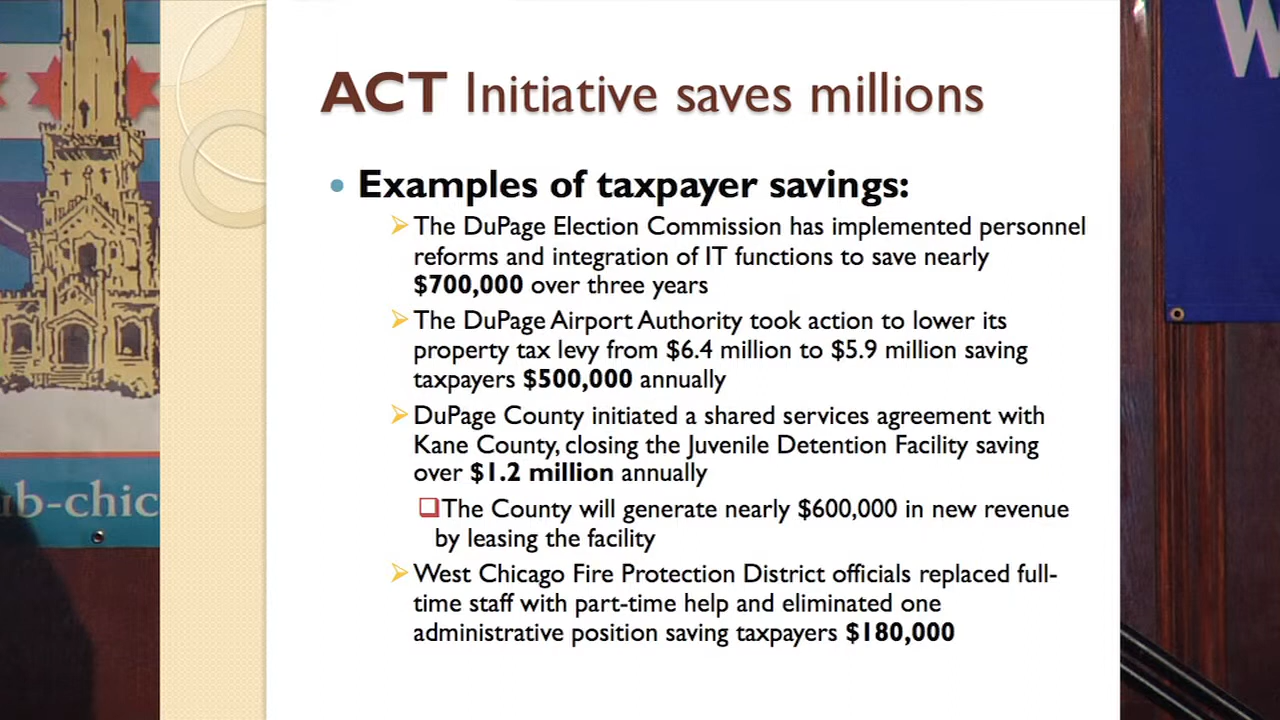 ACT Initiative saves millions
Examples of taxpayer savings:
The DuPage Election Commission has implemented personnel
reforms and integration of IT functions to save nearly
$700,000 over three years
The DuPage Airport Authority took action to lower its
property tax levy from $6.4 million to $5.9 million saving
taxpayers $500,000 annually
DuPage County initiated a shared services agreement with
Kane County, closing the Juvenile Detention Facility saving
over $1.2 million annually
The County will generate nearly $600,000 in new revenue
by leasing the facility
West Chicago Fire Protection District officials replaced full-
time staff with part-time help and eliminated one
administrative position saving taxpayers $180,000
ub-chic
W